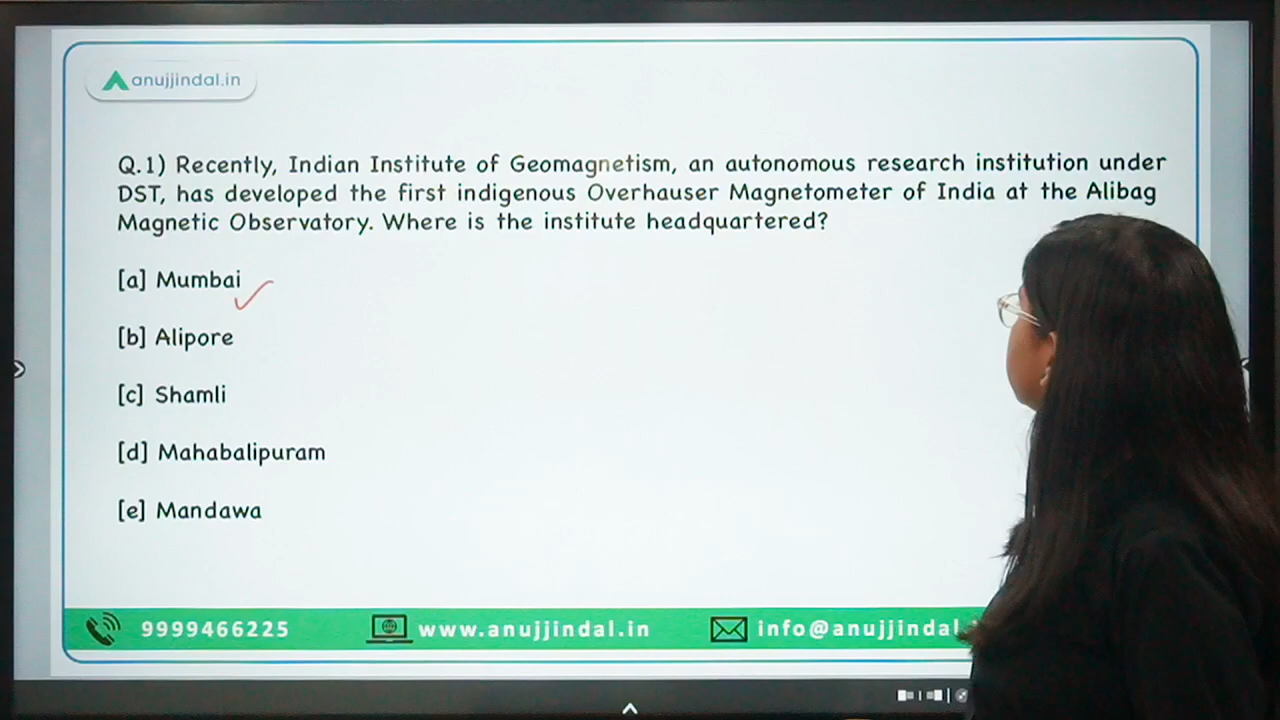 anujjindal.in
Q.1) Recently, Indian Institute of Geomagnetism, an autonomous research institution under
DST, has developed the first indigenous Overhauser Magnetometer of India at the Alibag
Magnetic Observatory. Where is the institute headquartered?
[a] Mumbai
[b] Alipore
[c] Shamli
[d] Mahabalipuram
[e] Mandawa
9999466225 www.anujjindal.in info@anujjindal